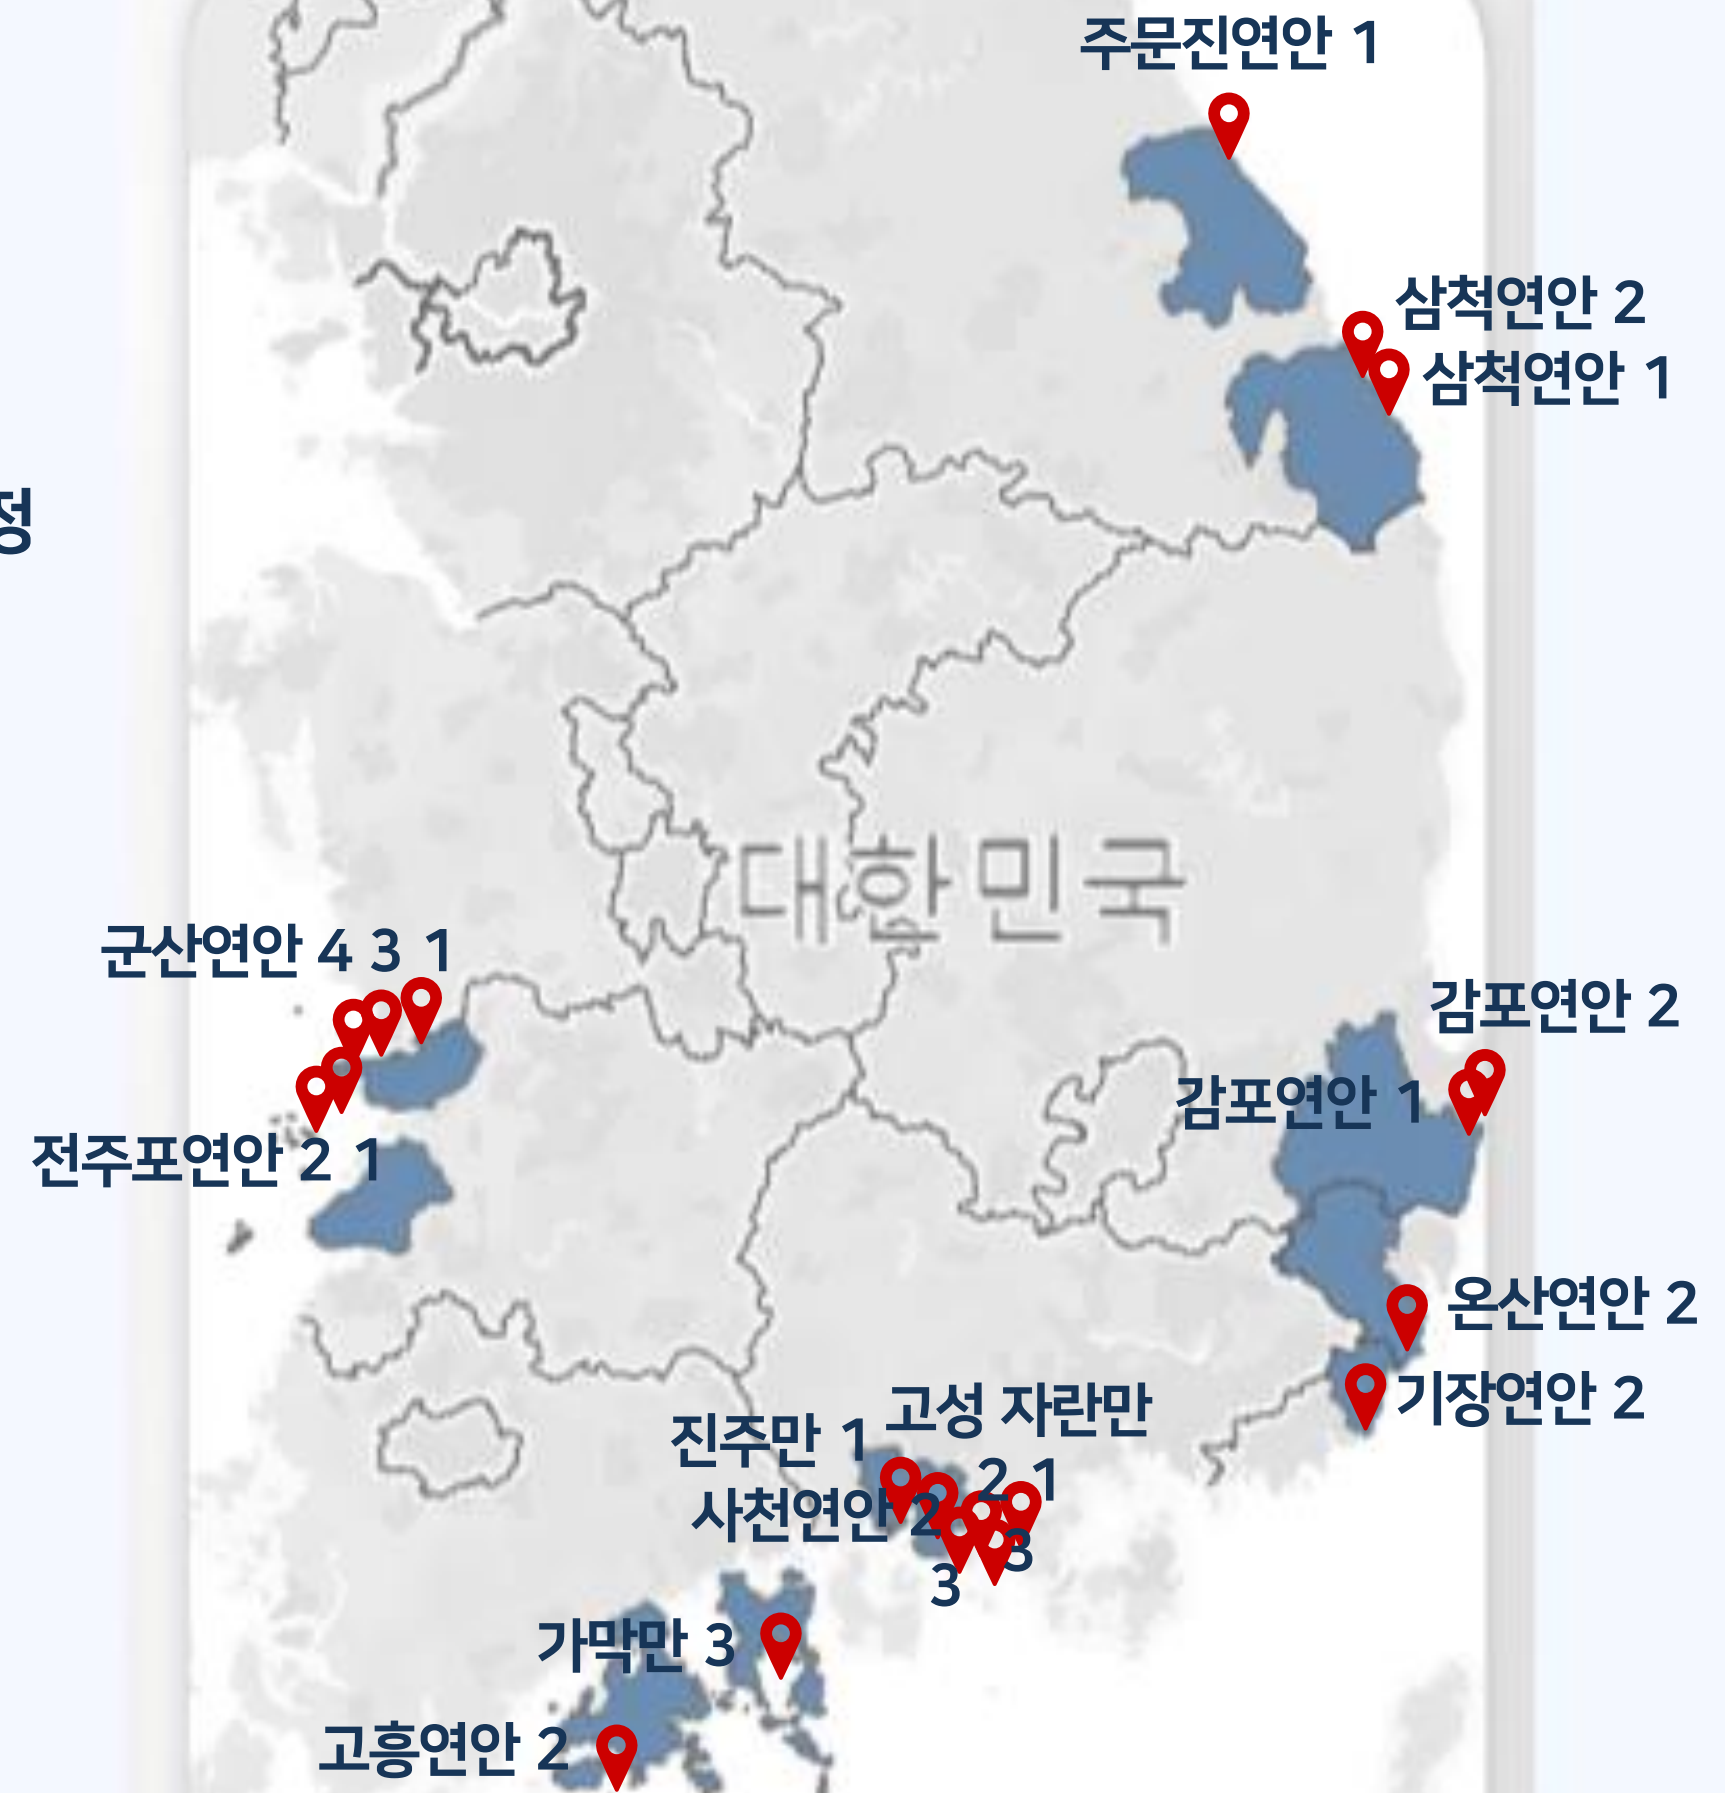 주문진연안 1
삼척연안 2
삼척연안 1
정
대한민국
군산연안 4 3 1
감포연안 2
감포연안 1
전주포연안 2 1
온산연안 2
기장연안 2
고성 자란만
진주만 1
2 1
사천연안 2
3
3
가막만 3
고흥연안 2